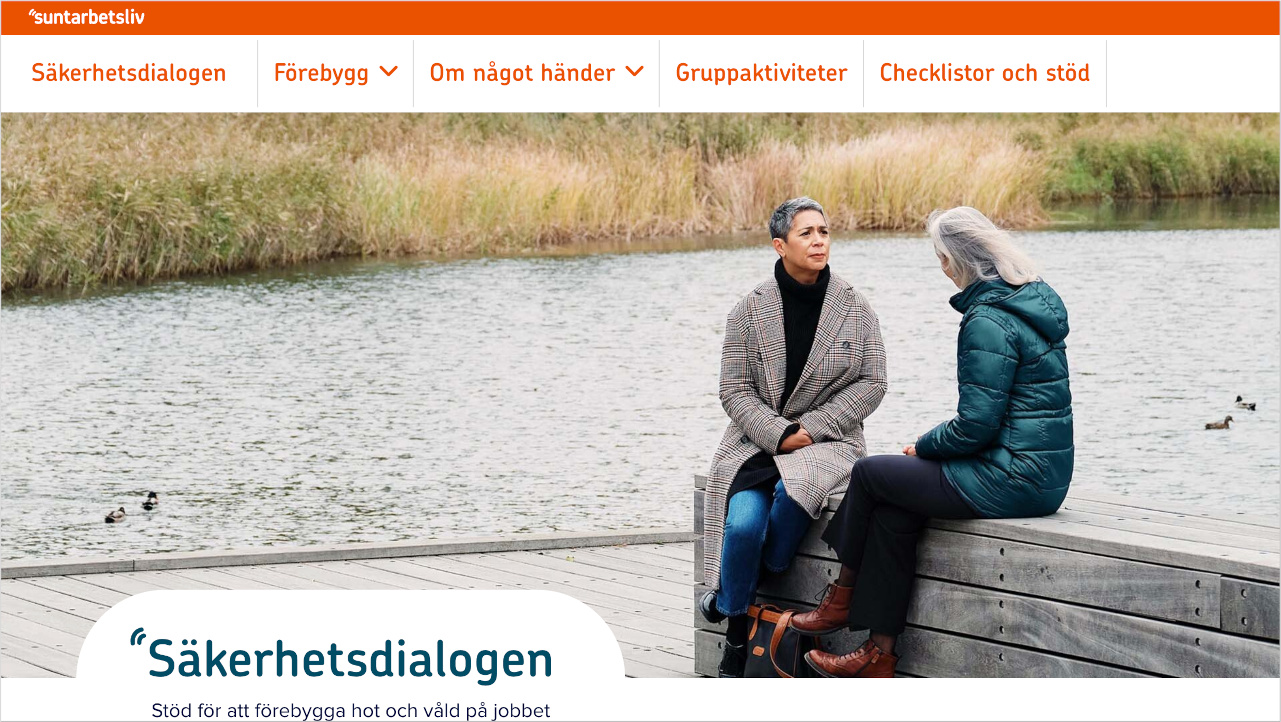 suntarbetsliv
Säkerhetsdialogen Förebygg Om något händer Gruppaktiviteter Checklistor och stöd
Säkerhetsdialogen
Stöd för att förebygga hot och våld på jobbet